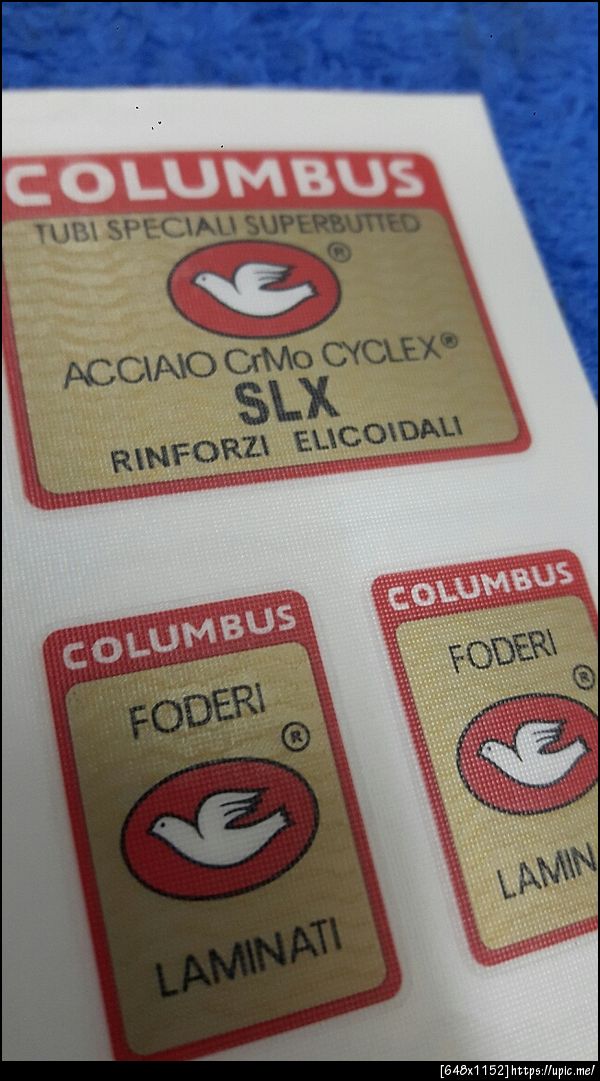 COLUMBUS
TUBI SPECIALI SUPERBUTTED
®
ACCIAIO CrMo CYCLEX®
SLX
RINFORZI ELICOIDALI
COLUMBUS
FODERI
®
LAMINATI
COLUMBUS
FODERI
®
LAMIN
[648x1152]https://upic.me/